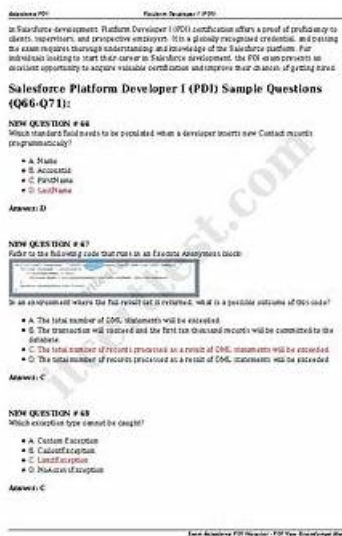 Salesforce PDI
Platform Developer I (PDI)
in Salesforce development. Platform Developer I (PDI) certification offers a proof of proficiency to
clients, supervisors, and prospective employers. It is a globally recognized credential, and passing
the exam requires thorough understanding and knowledge of the Salesforce platform. For
individuals looking to start their career in Salesforce development, the PDI exam presents an
excellent opportunity to acquire valuable certification and improve their chances of getting hired.
Salesforce Platform Developer I (PDI) Sample Questions
(Q66-Q71):
NEW QUESTION # 66
Which standard field needs to be populated when a developer inserts new Contact records
programmatically?
A. Name
B. AccountId
C. FirstName
D. LastName
Answer: D
NEW QUESTION # 67
Refer to the following code that runs in an Execute Anonymous block:
In an environment where the full result set is returned, what is a possible outcome of this code?
A. The total number of DML statements will be exceeded
B. The transaction will succeed and the first ten thousand records will be committed to the
database.
C. The total number of records processed as a result of DML statements will be exceeded
D. The total number of records processed as a result of DML statements will be exceeded
Answer: C
NEW QUESTION # 68
Which exception type cannot be caught?
A. Custom Exception
B. CalloutException
C. LimitException
D. NoAccessException
Answer: C